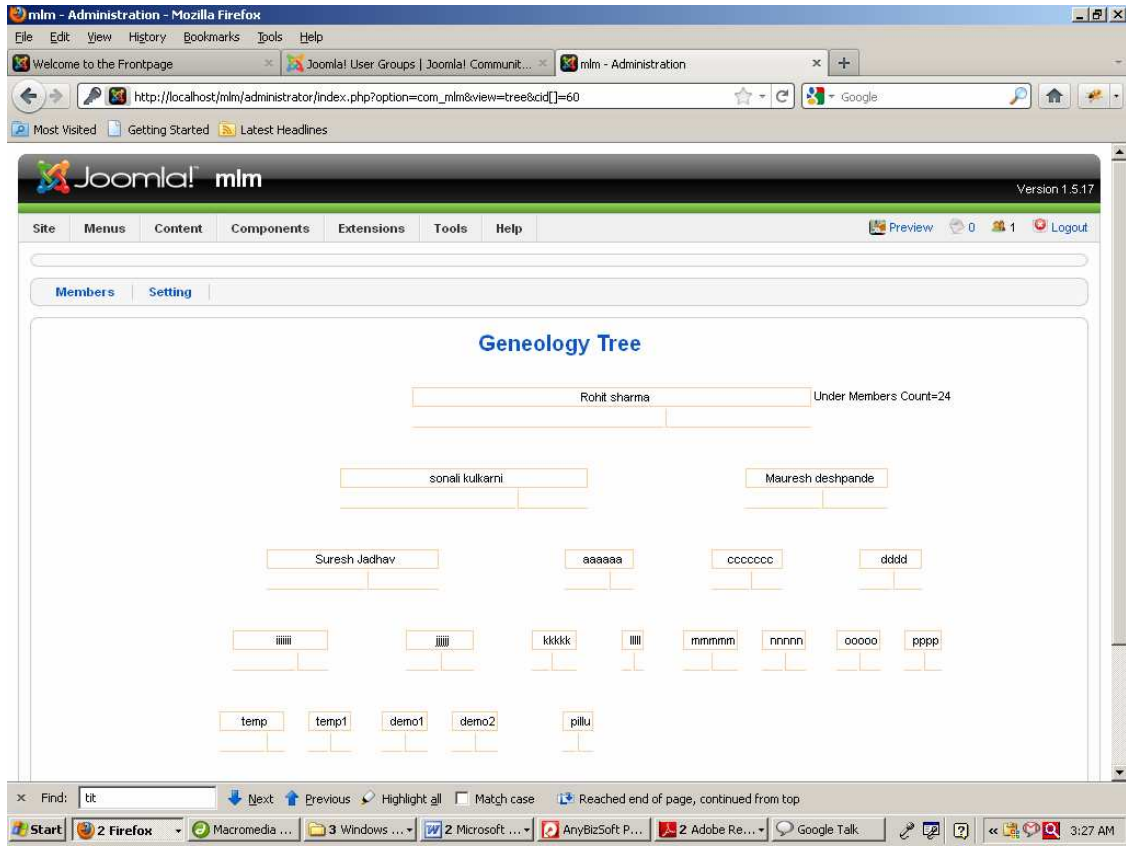 mlm - Administration - Mozilla Firefox
File Edit View History Bookmarks Tools Help
Welcome to the Frontpage
Joomla! User Groups | Joomla! Communit...
mlm - Administration
http://localhost/mlm/administrator/index.php?option=com_mlm&view=tree&cid[]=60
Google
Most Visited Getting Started Latest Headlines
Joomla! mlm
Version 1.5.17
Site Menus Content Components Extensions Tools Help
Preview 0 1 Logout
Members Setting
Geneology Tree
Rohit sharma Under Members Count=24
sonali kulkarni Mauresh deshpande
Suresh Jadhav aaaaaa ccccccc dddd
kkkkk lllll mmmmm nnnnn ooooo pppp
temp temp1 demo1 demo2 pillu
Find: tit Next Previous Highlight all Match case Reached end of page, continued from top
Start 2 Firefox Macromedia ... 3 Windows ... 2 Microsoft ... AnyBizSoft P... 2 Adobe Re... Google Talk 3:27 AM